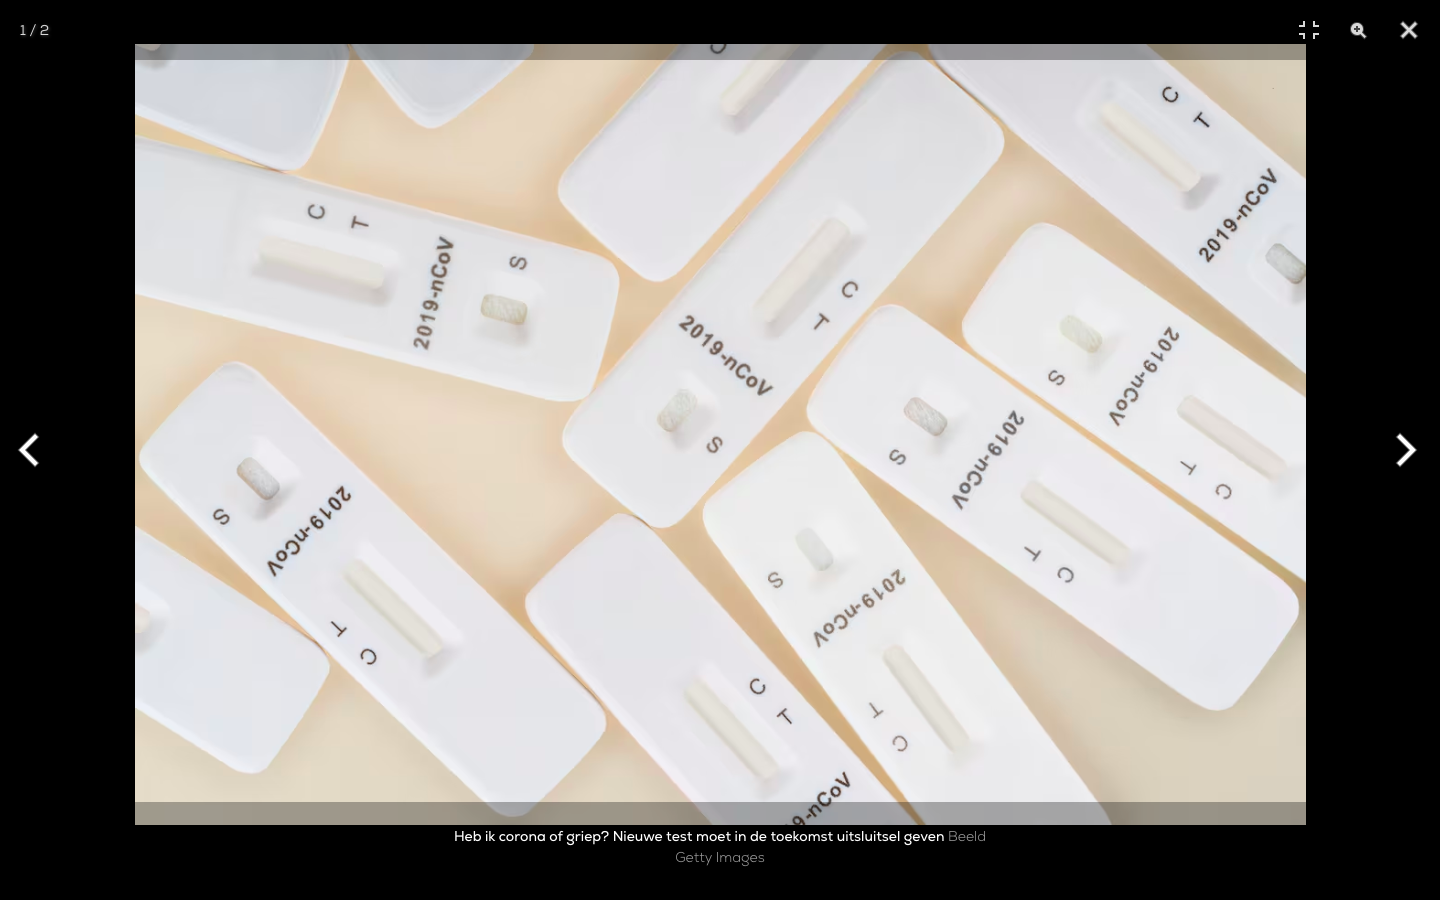 1 / 2
C
C
T
2019-nCoV
C
T
2019-nCoV
S
C
T
2019-nCoV
S
S
2019-nCoV
T
C
S
2019-nCoV
T
C
S
2019-nCoV
T
C
S
2019-nCoV
T
C
C
T
9-nCoV
Heb ik corona of griep? Nieuwe test moet in de toekomst uitsluitsel geven Beeld
Getty Images